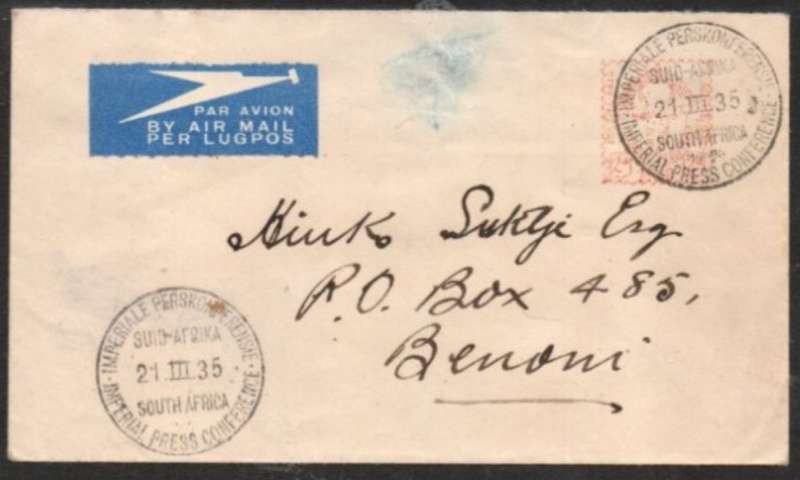 PAR AVION
BY AIR MAIL
PER LUGPOS
IMPERIALE PERSKONFERENSIE
SUID-AFRIKA
21 III 35
SOUTH AFRICA
IMPERIAL PRESS CONFERENCE
Esq
P.O. Box 485,
Benoni
IMPERIALE PERSKONFERENSIE
SUID-AFRIKA
21 III 35
SOUTH AFRICA
IMPERIAL PRESS CONFERENCE